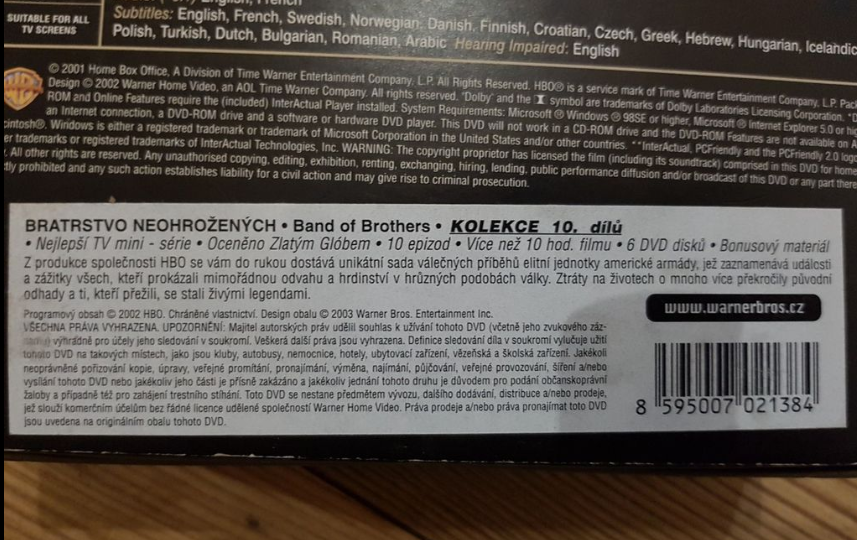 English, French
SUITABLE FOR ALL
TV SCREENS
Subtitles: English, French, Swedish, Norwegian, Danish, Finnish, Croatian, Czech, Greek, Hebrew, Hungarian, Icelandic
Polish, Turkish, Dutch, Bulgarian, Romanian, Arabic Hearing Impaired: English
WB
© 2001 Home Box Office, A Division of Time Warner Entertainment Company, L.P. All Rights Reserved. HBO® is a service mark of Time Warner Entertainment Company, L.P.
Design © 2002 Warner Home Video, an AOL Time Warner Company. All rights reserved. "Dolby" and the symbol are trademarks of Dolby Laboratories Licensing Corporation.
ROM and Online Features require the (included) InterActual Player installed. System Requirements: Microsoft ® Windows ® 98SE or higher, Microsoft ® Internet Explorer 5.0 or
an Internet connection, a DVD-ROM drive and a software or hardware DVD player. This DVD will not work in a CD-ROM drive and the DVD-ROM Features are not available on
Windows is either a registered trademark or trademark of Microsoft Corporation in the United States and/or other countries. **InterActual, PCFriendly and the PCFriendly 2.0
trademarks or registered trademarks of InterActual Technologies, Inc. WARNING: The copyright proprietor has licensed the film (including its soundtrack) comprised in this DVD for home
All other rights are reserved. Any unauthorised copying, editing, exhibition, renting, exchanging, hiring, lending, public performance diffusion and/or broadcast of this DVD or any part
prohibited and any such action establishes liability for a civil action and may give rise to criminal prosecution.
BRATRSTVO NEOHROŽENÝCH • Band of Brothers • KOLEKCE 10. dílů
• Nejlepší TV mini - série • Oceněno Zlatým Glóbem • 10 epizod • Více než 10 hod. filmu • 6 DVD disků • Bonusový materiál
Z produkce společnosti HBO se vám do rukou dostává unikátní sada válečných příběhů elitní jednotky americké armády, jež zaznamenává události
a zážitky všech, kteří prokázali mimořádnou odvahu a hrdinství v hrůzných podobách války. Ztráty na životech o mnoho více překročily původní
odhady a ti, kteří přežili, se stali živými legendami.
www.warnerbros.cz
Programový obsah © 2002 HBO. Chráněné vlastnictví. Design obalu © 2003 Warner Bros. Entertainment Inc.
VŠECHNA PRÁVA VYHRAZENA. UPOZORNĚNÍ: Majitel autorských práv udělil souhlas k užívání tohoto DVD (včetně jeho zvukového záz-
výhradně pro účely jeho sledování v soukromí. Veškerá další práva jsou vyhrazena. Definice sledování díla v soukromí vylučuje užití
tohoto DVD na takových místech, jako jsou kluby, autobusy, nemocnice, hotely, ubytovací zařízení, vězeňská a školská zařízení. Jakékoli
neoprávněné pořizování kopie, úpravy, veřejné promítání, pronajímání, výměna, najímání, půjčování, veřejné provozování, šíření a/nebo
vysílání tohoto DVD nebo jakékoliv jeho části je přísně zakázáno a jakékoliv jednání tohoto druhu je důvodem pro podání občanskoprávní
žaloby a případně též pro zahájení trestního stíhání. Toto DVD se nestane předmětem vývozu, dalšího dodávání, distribuce a/nebo prodeje,
jež slouží komerčním účelům bez řádné licence udělené společností Warner Home Video. Práva prodeje a/nebo práva pronajímat toto DVD
jsou uvedena na originálním obalu tohoto DVD.
8 595007 021384